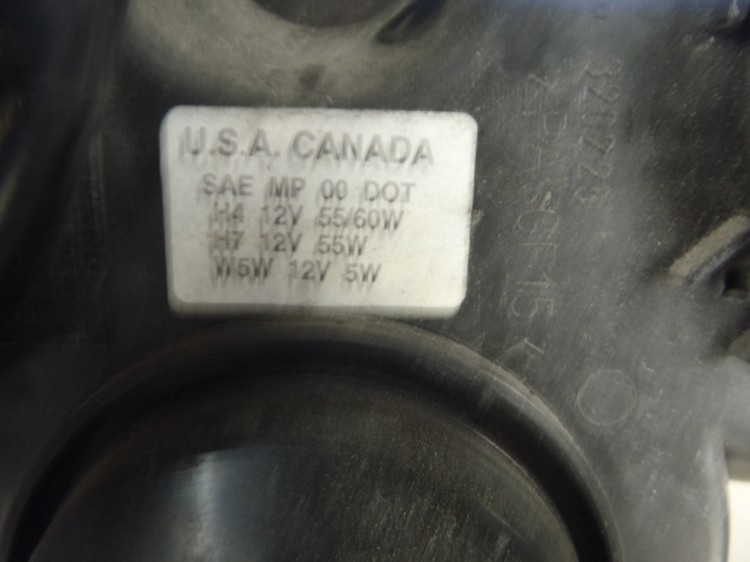 U.S.A. CANADA
SAE MP 00 DOT
H4 12V 55/60W
H7 12V 55W
W5W 12V 5W